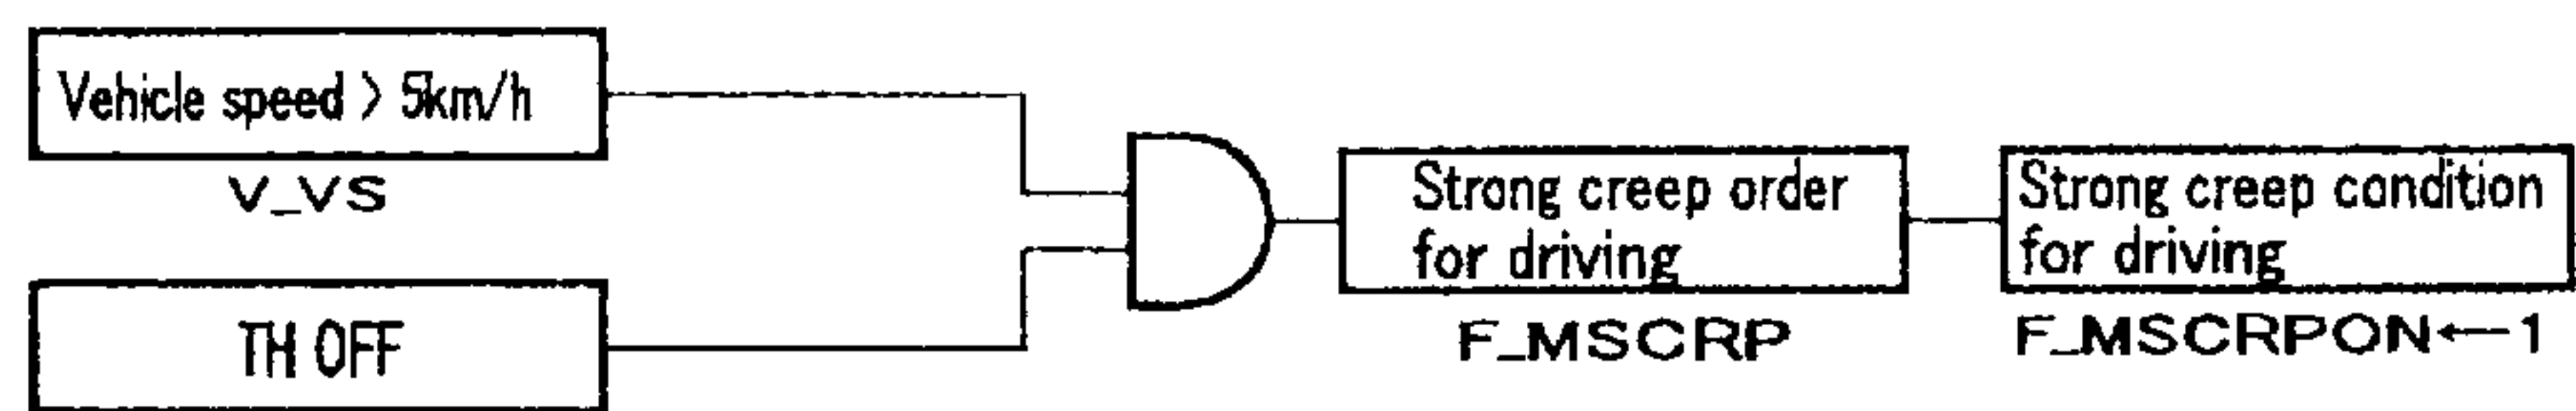 Vehicle speed > 5km/h
V_VS
TH OFF
Strong creep order
for driving
F_MSCRP
Strong creep condition
for driving
F_MSCRPON←1